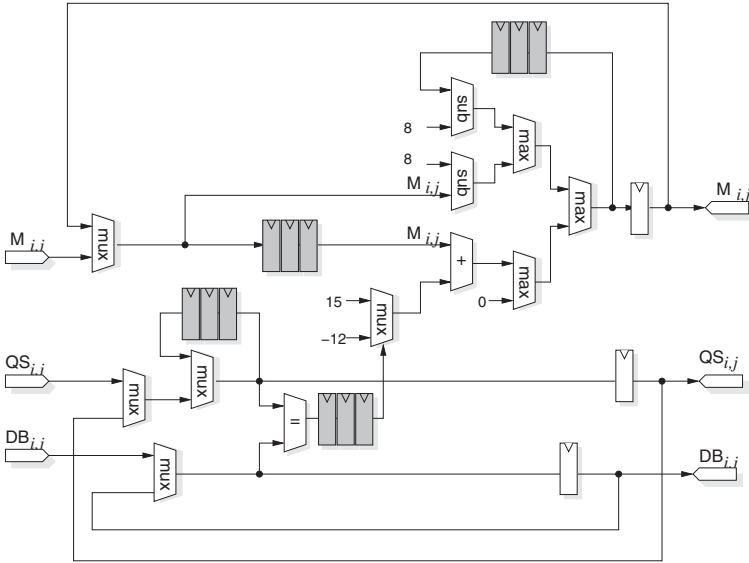 sub
8
max
8
M i,j
sub
M i,j
max
M i,j
mux
M i,j
+
max
0
15
mux
-12
QS i,j
mux
mux
QS i,j
=
DB i,j
mux
DB i,j